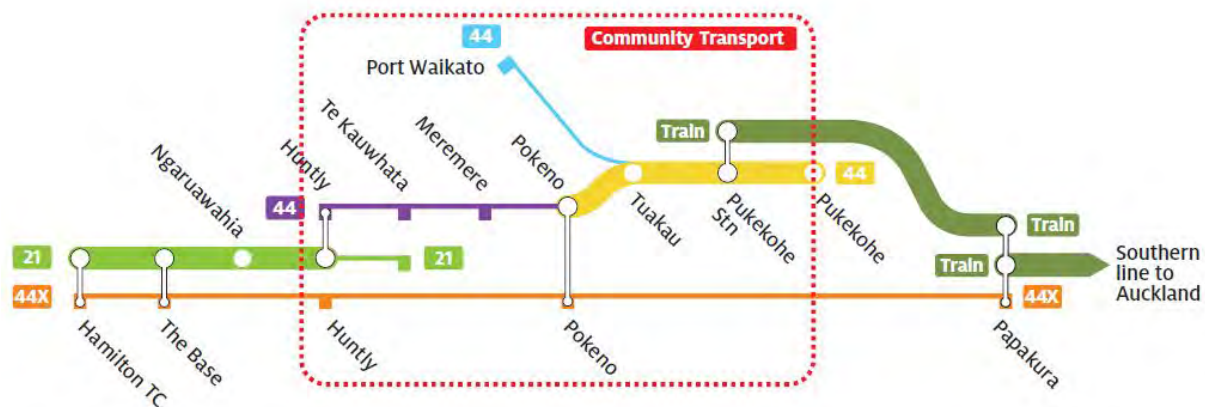 44
Community Transport
Port Waikato
Te Kauwhata
Meremere
Pokeno
Train
Ngaruawahia
Huntly
44
44
Tuakau
Pukekohe
Stn
Pukekohe
Train
21
21
Train
Southern
line to
Auckland
44X
44X
Hamilton TC
The Base
Huntly
Pokeno
Papakura